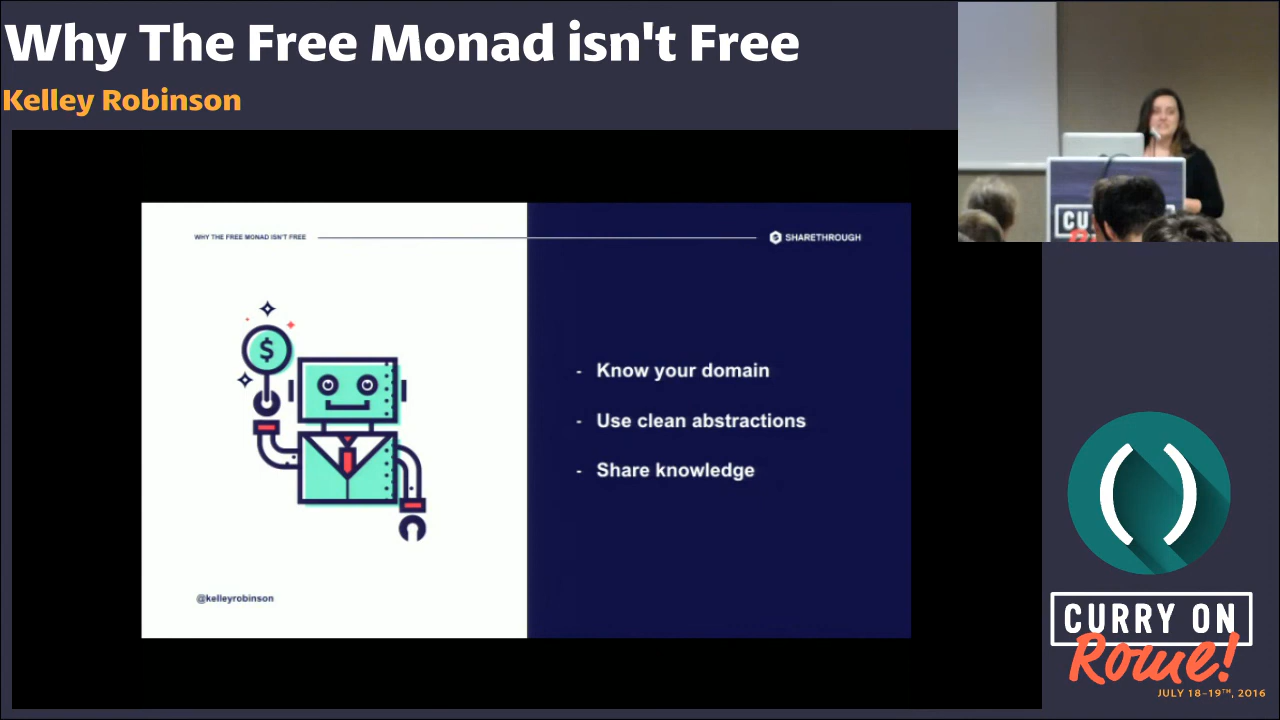 Why The Free Monad isn't Free
Kelley Robinson
WHY THE FREE MONAD ISN'T FREE
SHARETHROUGH
$
- Know your domain
- Use clean abstractions
- Share knowledge
@kelleyrobinson
CU
( )
CURRY ON
Rome!
JULY 18-19TH, 2016